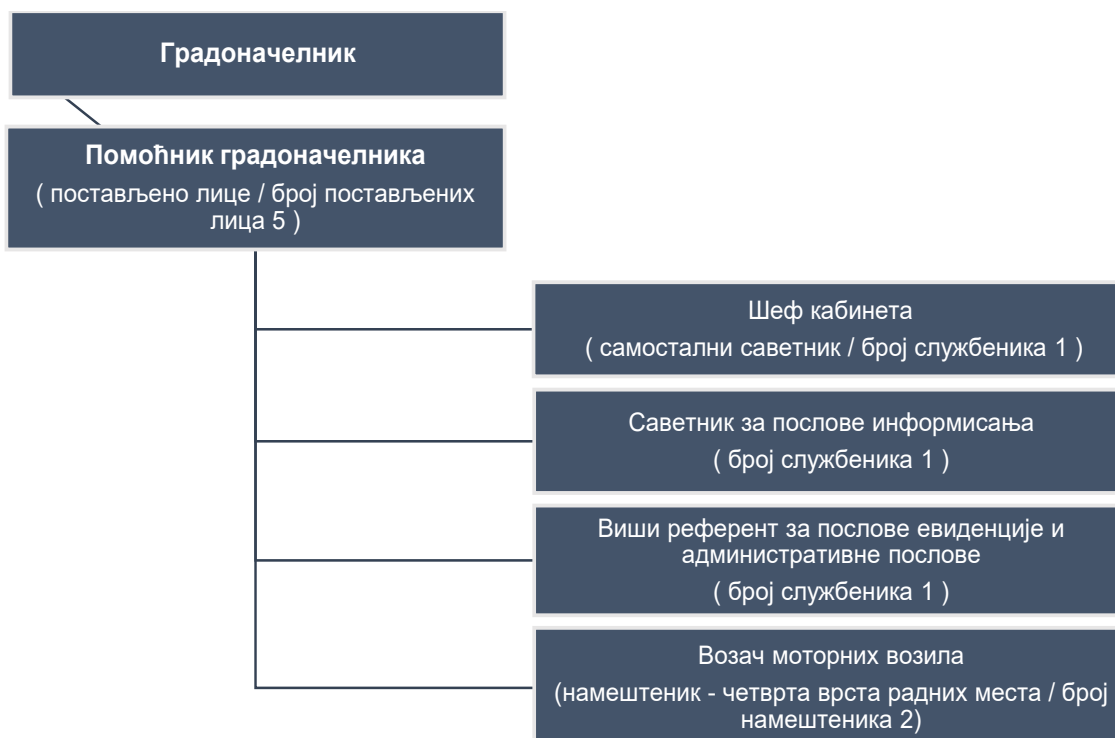 Градоначелник
Помоћник градоначелника
( постављено лице / број постављених
лица 5 )
Шеф кабинета
( самостални саветник / број службеника 1 )
Саветник за послове информисања
( број службеника 1 )
Виши референт за послове евиденције и
административне послове
( број службеника 1 )
Возач моторних возила
(намештеник - четврта врста радних места / број
намештеника 2)